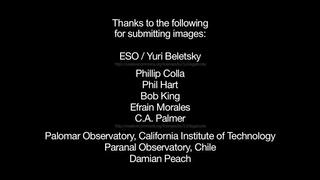 Thanks to the following
for submitting images:
ESO / Yuri Beletsky
Phillip Colla
Phil Hart
Bob King
Efrain Morales
C.A. Palmer
Palomar Observatory, California Institute of Technology
Paranal Observatory, Chile
Damian Peach